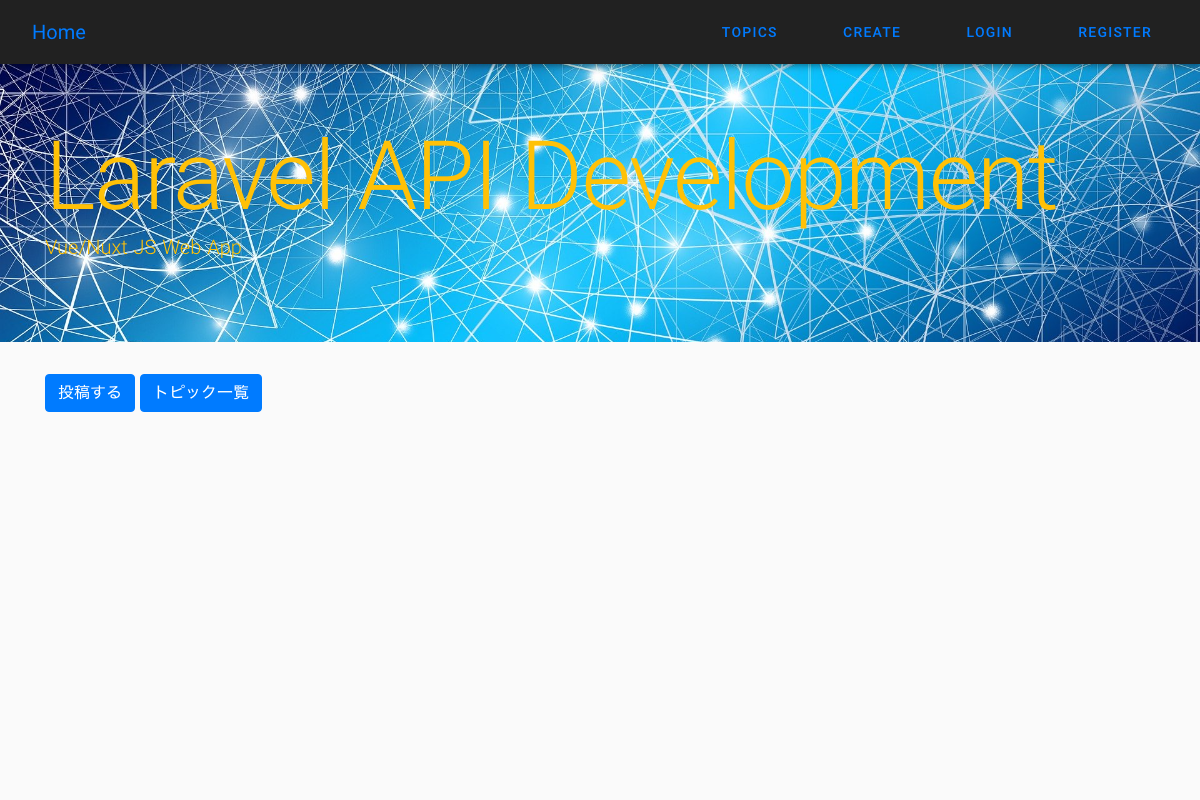 Home TOPICS CREATE LOGIN REGISTER
Laravel API Development
Vue/Nuxt JS Web App
投稿する トピック一覧